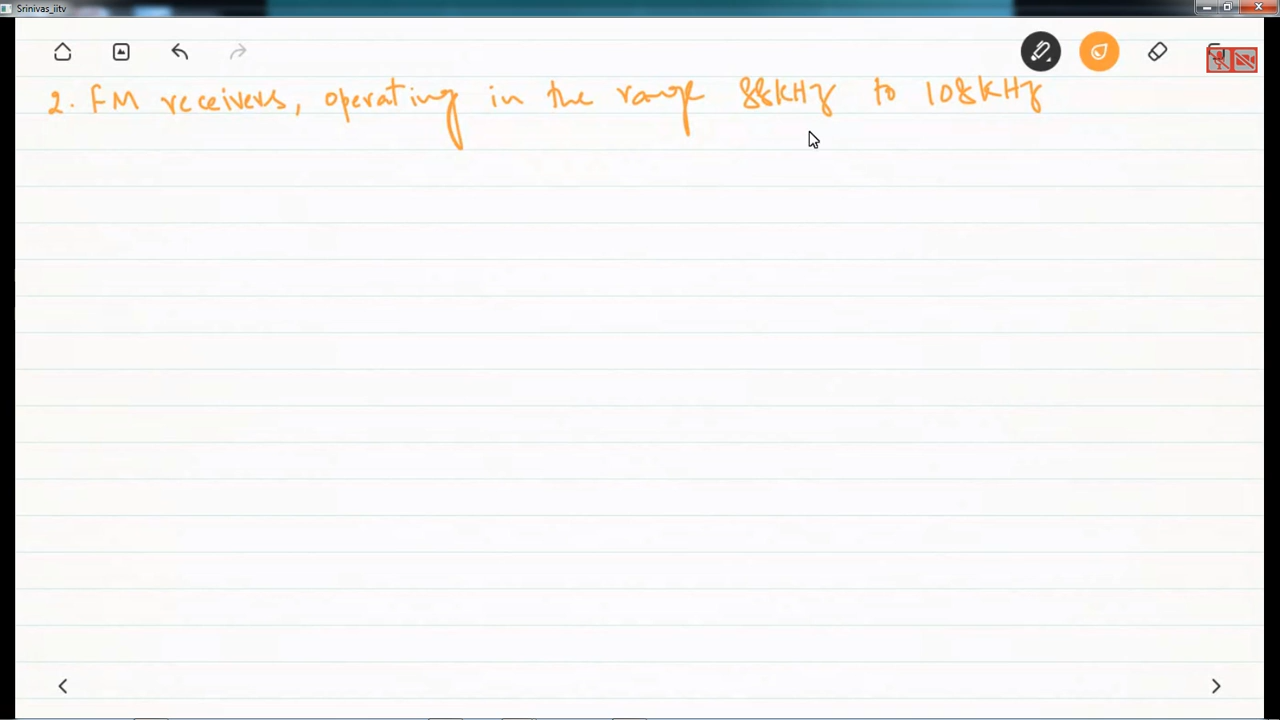 Srinivas_iitv
2. FM receivers, operating in the range 88kHz to 108kHz